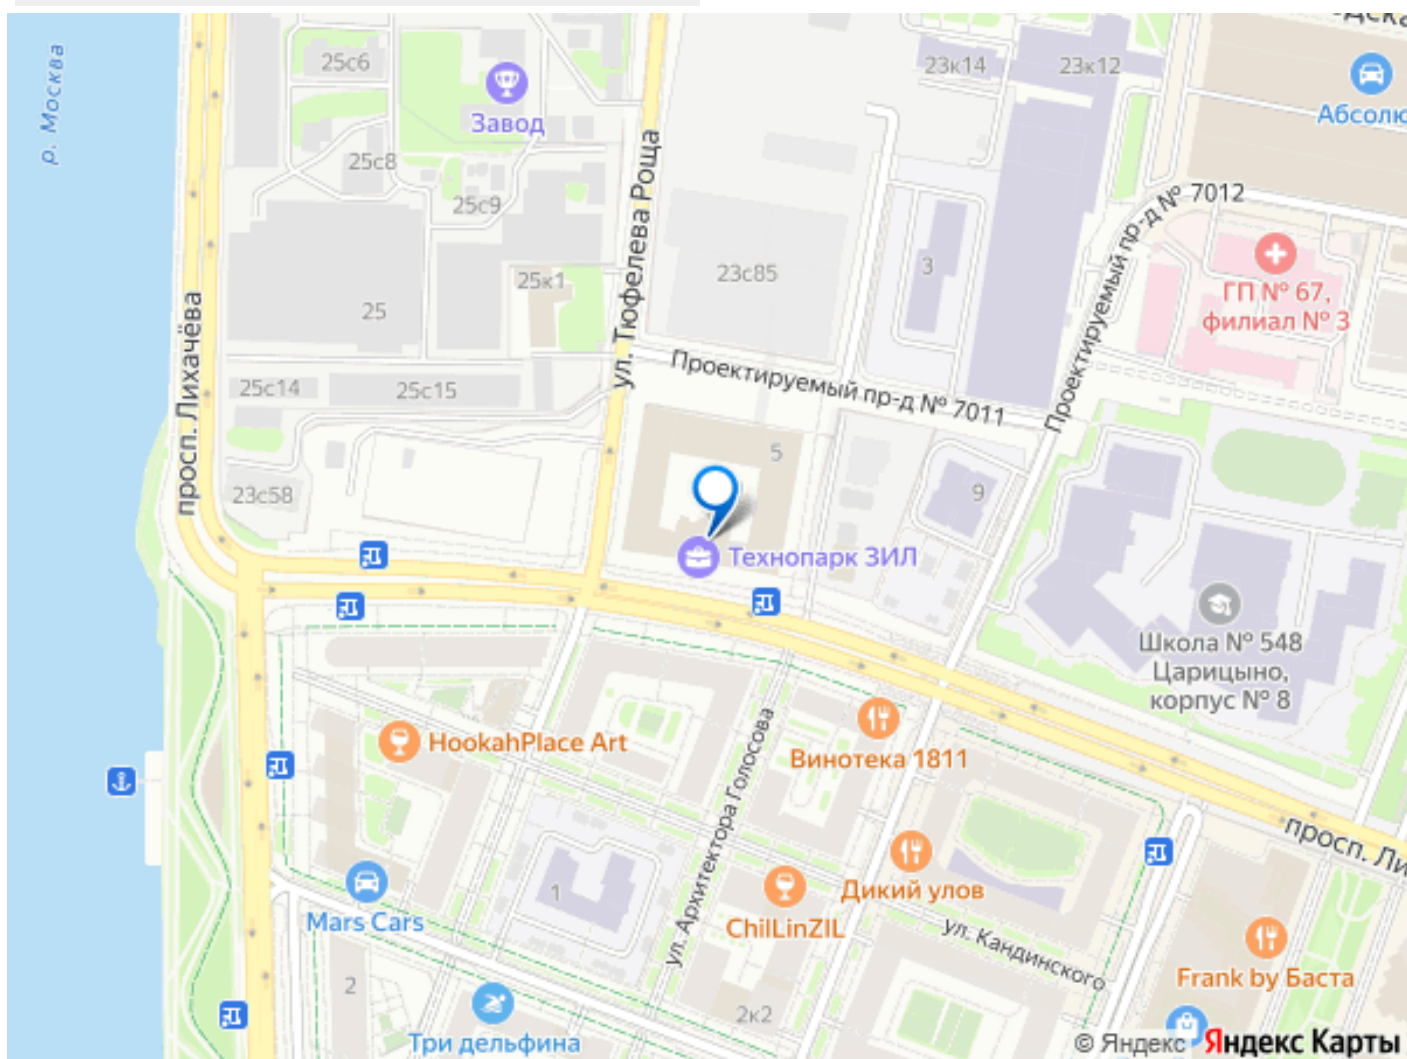 р. Москва
25с6
Завод
23к14
23к12
Абсолю
25с8
25с9
ул. Тюфелева Роща
Проектируемый пр-д № 7012
23с85
3
25к1
25
ГП № 67,
филиал № 3
просп. Лихачёва
25с14
25с15
Проектируемый пр-д № 7011
5
23с58
9
Технопарк ЗИЛ
Школа № 548
Царицыно,
корпус № 8
HookahPlace Art
Винотека 1811
ул. Архитектора Голосова
просп. Ли
Дикий улов
1
Mars Cars
ChilLinZIL
ул. Кандинского
Frank by Баста
2
2к2
Три дельфина
© Яндекс Яндекс Карты